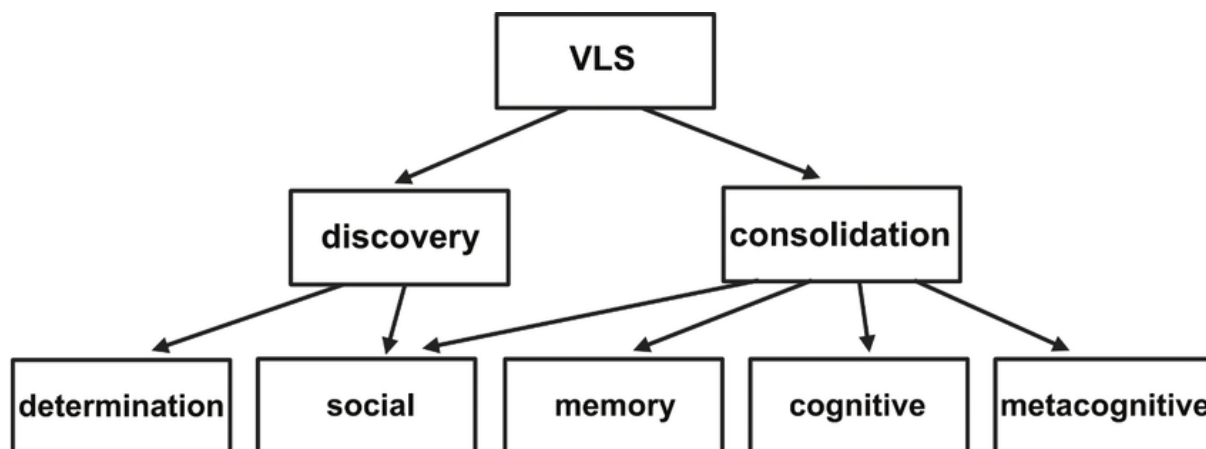 VLS
discovery
consolidation
determination
social
memory
cognitive
metacognitive